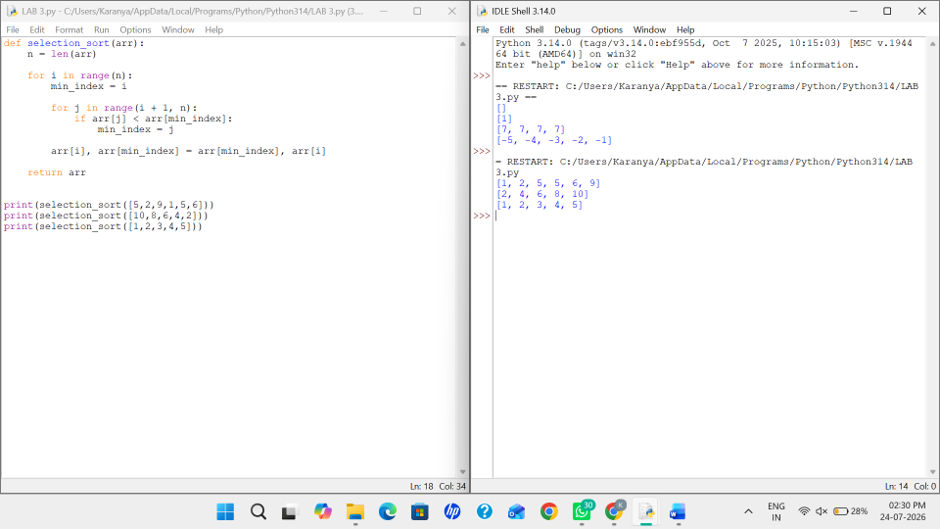 LAB 3.py - C:/Users/Karanya/AppData/Local/Programs/Python/Python314/LAB 3.py (3....
File Edit Format Run Options Window Help
def selection_sort(arr):
    n = len(arr)
    for i in range(n):
        min_index = i
        for j in range(i + 1, n):
            if arr[j] < arr[min_index]:
                min_index = j
        arr[i], arr[min_index] = arr[min_index], arr[i]
    return arr
print(selection_sort([5,2,9,1,5,6]))
print(selection_sort([10,8,6,4,2]))
print(selection_sort([1,2,3,4,5]))
Ln: 18 Col: 34
IDLE Shell 3.14.0
File Edit Shell Debug Options Window Help
Python 3.14.0 (tags/v3.14.0:ebf955d, Oct 7 2025, 10:15:03) [MSC v.1944
64 bit (AMD64)] on win32
Enter "help" below or click "Help" above for more information.
>>>
== RESTART: C:/Users/Karanya/AppData/Local/Programs/Python/Python314/LAB
3.py ==
[]
[1]
[7, 7, 7, 7]
[-5, -4, -3, -2, -1]
>>>
= RESTART: C:/Users/Karanya/AppData/Local/Programs/Python/Python314/LAB
3.py
[1, 2, 5, 5, 6, 9]
[2, 4, 6, 8, 10]
[1, 2, 3, 4, 5]
>>>
Ln: 14 Col: 0
30
K
ENG
IN
28%
02:30 PM
24-07-2026